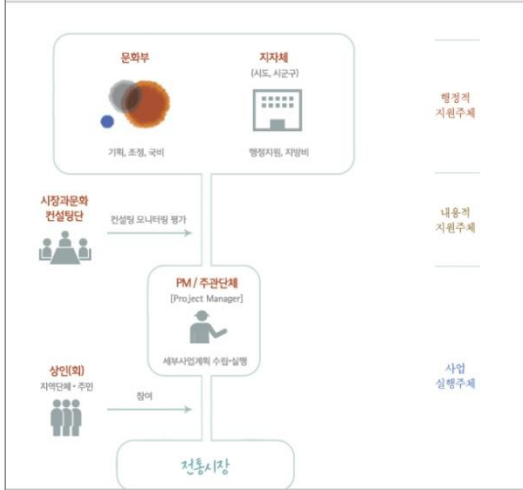 문화부
지자체
(시도, 시군구)
기획, 조정, 국비
행정지원, 지방비
행정적
지원주체
시장과문화
컨설팅단
컨설팅 모니터링 평가
내용적
지원주체
PM / 주관단체
[Project Manager]
세부사업계획 수립·실행
상인(회)
지역단체·주민
참여
사업
실행주체
전통시장